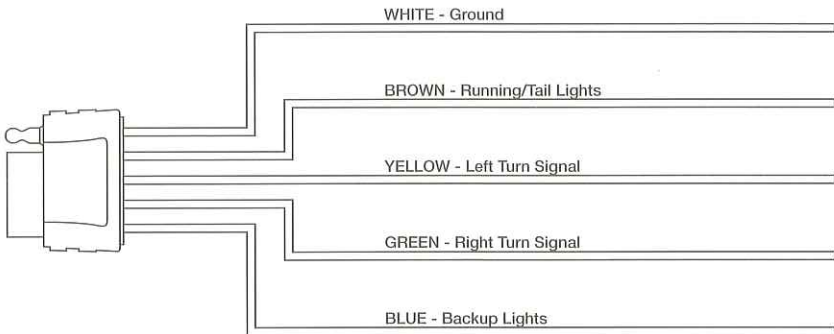 WHITE - Ground
BROWN - Running/Tail Lights
YELLOW - Left Turn Signal
GREEN - Right Turn Signal
BLUE - Backup Lights